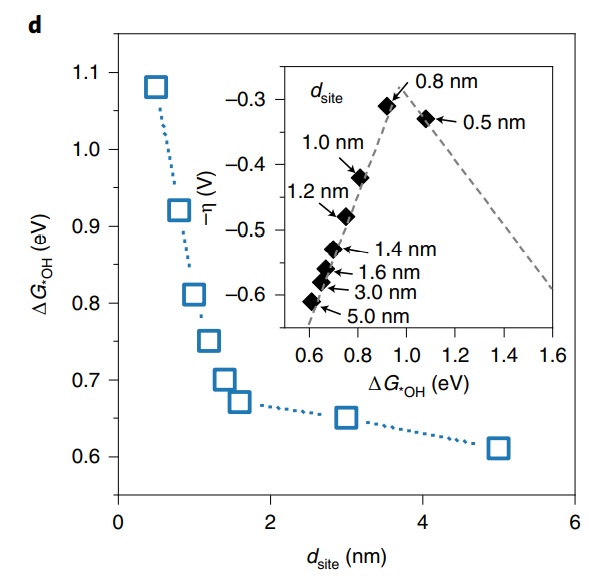 d
ΔG*OH (eV)
1.1
1.0
0.9
0.8
0.7
0.6
0
2
4
6
dsite (nm)
dsite
−η (V)
−0.3
−0.4
−0.5
−0.6
0.8 nm
0.5 nm
1.0 nm
1.2 nm
1.4 nm
1.6 nm
3.0 nm
5.0 nm
0.6
0.8
1.0
1.2
1.4
1.6
ΔG*OH (eV)